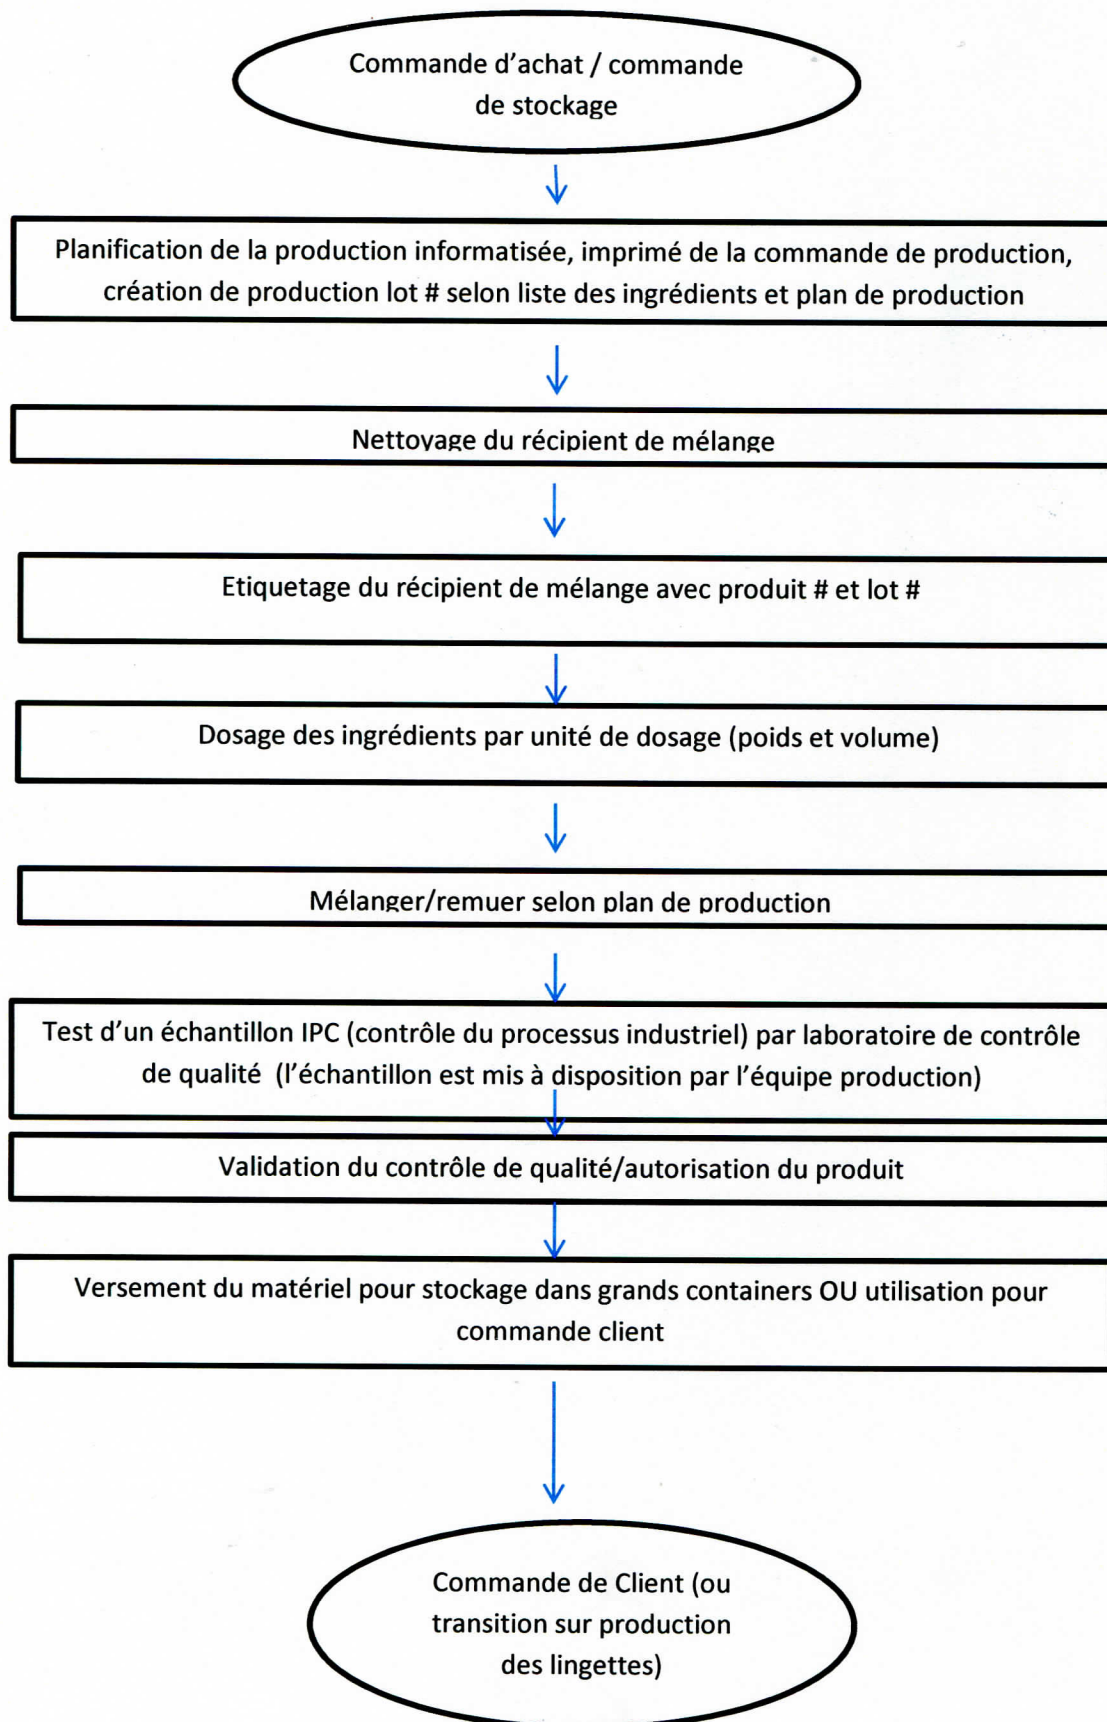 Commande d'achat / commande
de stockage
Planification de la production informatisée, imprimé de la commande de production,
création de production lot # selon liste des ingrédients et plan de production
Nettoyage du récipient de mélange
Etiquetage du récipient de mélange avec produit # et lot #
Dosage des ingrédients par unité de dosage (poids et volume)
Mélanger/remuer selon plan de production
Test d'un échantillon IPC (contrôle du processus industriel) par laboratoire de contrôle
de qualité (l'échantillon est mis à disposition par l'équipe production)
Validation du contrôle de qualité/autorisation du produit
Versement du matériel pour stockage dans grands containers OU utilisation pour
commande client
Commande de Client (ou
transition sur production
des lingettes)